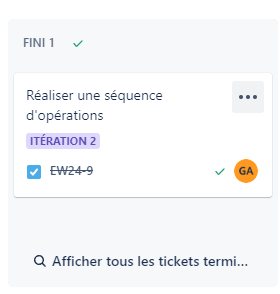 FINI 1
Réaliser une séquence
d'opérations
ITÉRATION 2
EW24-9
GA
Afficher tous les tickets termi...